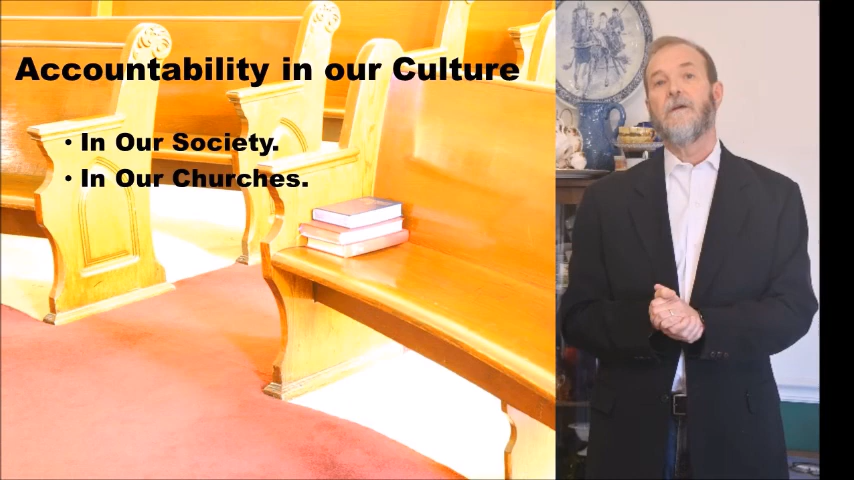 Accountability in our Culture
• In Our Society.
• In Our Churches.